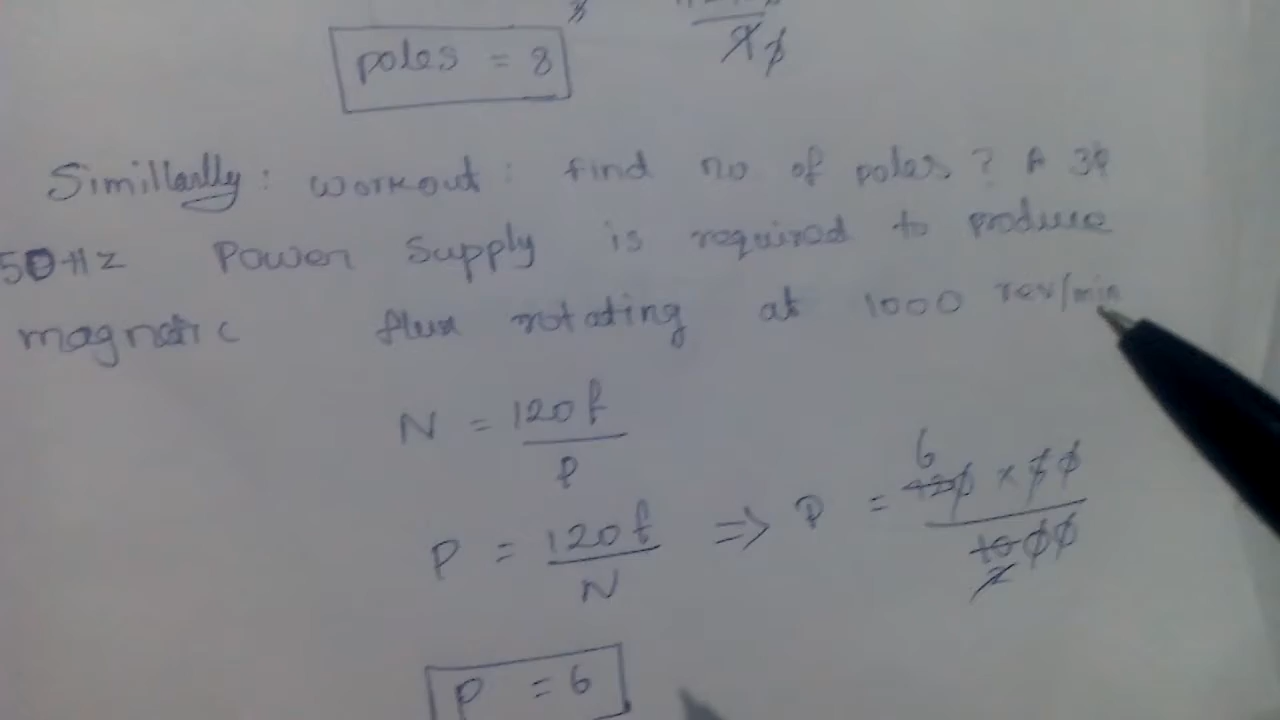 poles = 8
Similarly: workout: find no of poles? A 3φ
50Hz Power Supply is required to produce
magnetic flux rotating at 1000 rev/min
N = 120f / P
P = 120f / N => P = 120 × 50 / 1000
6
2
P = 6